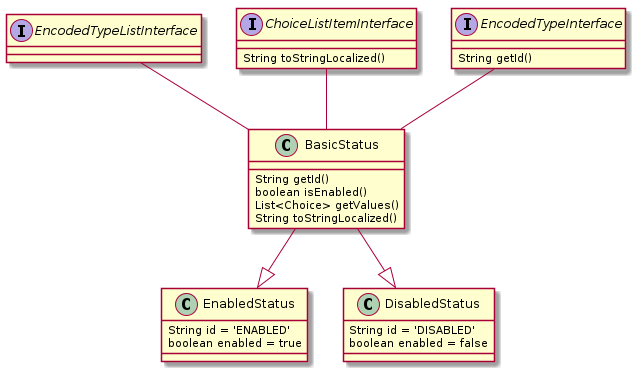 I EncodedTypeListInterface
I ChoiceListItemInterface
String toStringLocalized()
I EncodedTypeInterface
String getId()
C BasicStatus
String getId()
boolean isEnabled()
List<Choice> getValues()
String toStringLocalized()
C EnabledStatus
String id = 'ENABLED'
boolean enabled = true
C DisabledStatus
String id = 'DISABLED'
boolean enabled = false